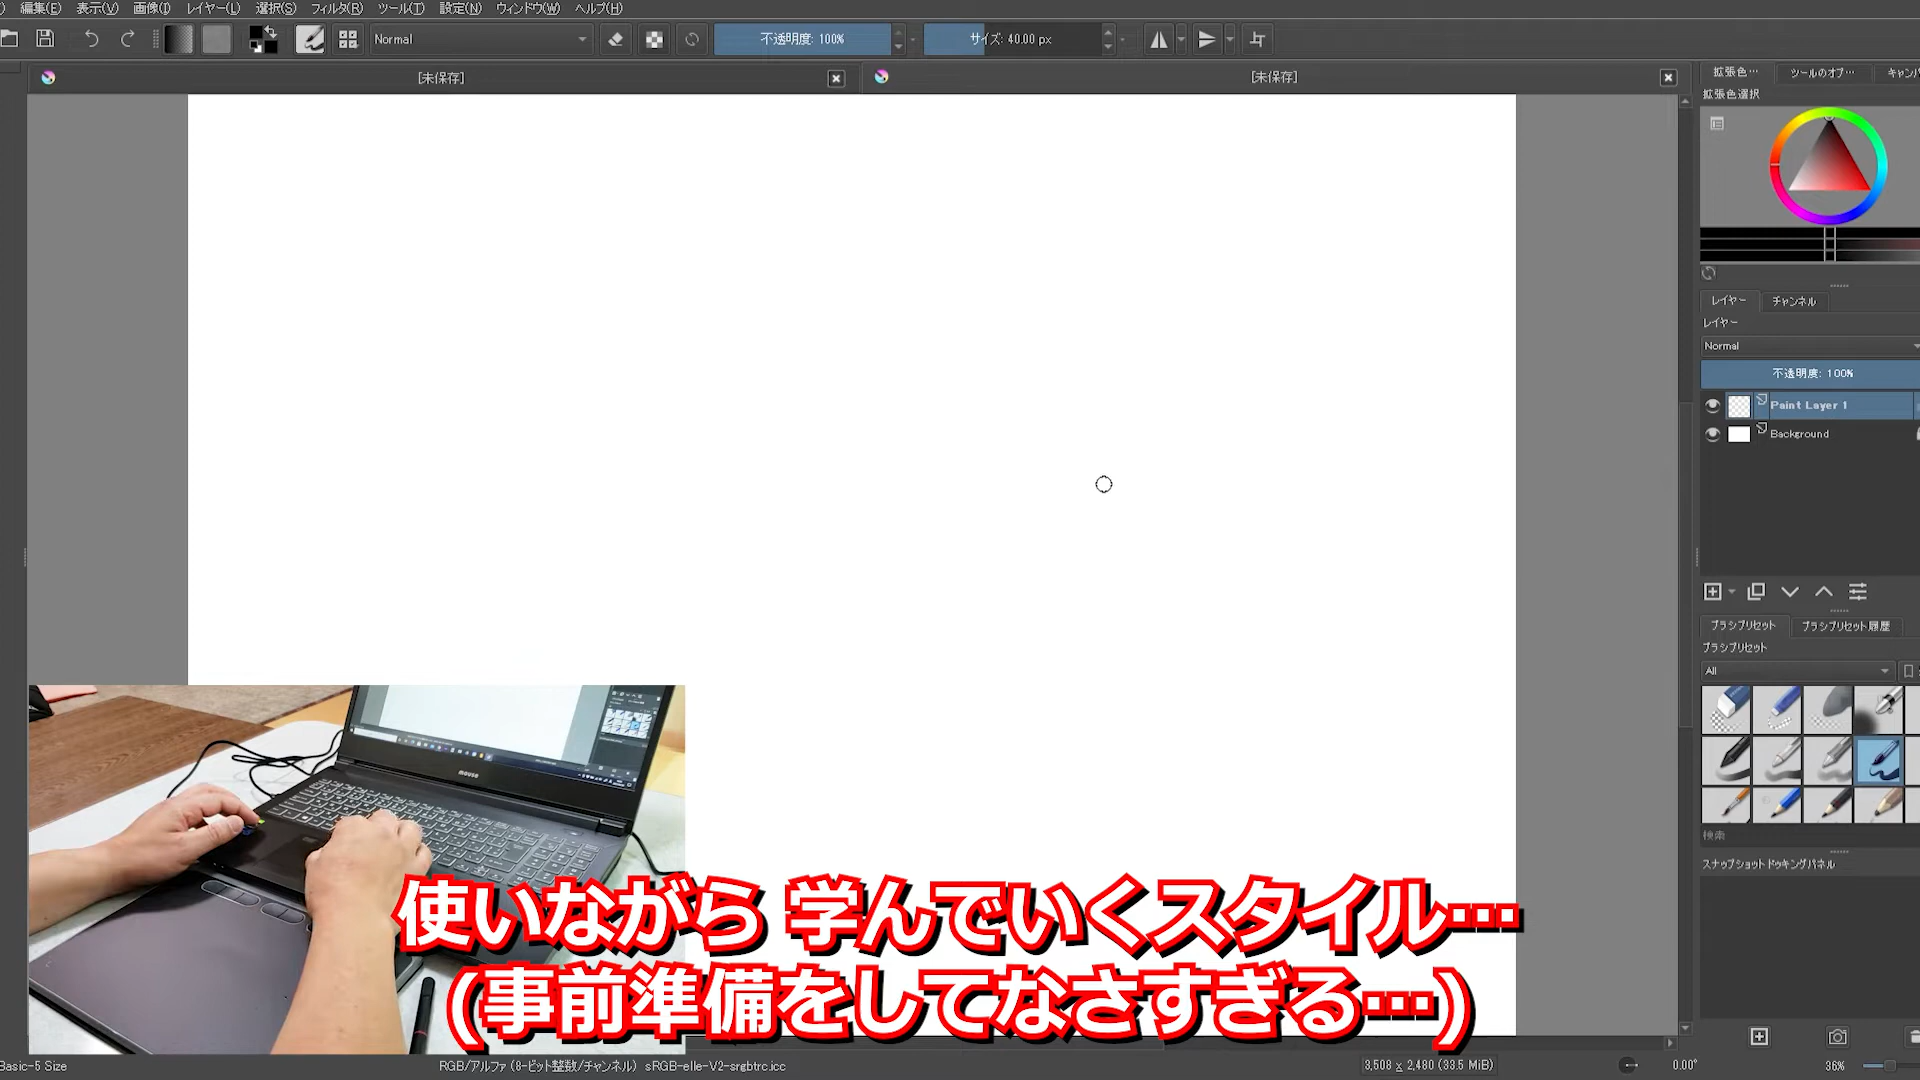 編集(E) 表示(V) 画像(I) レイヤー(L) 選択(S) フィルタ(R) ツール(T) 設定(N) ウィンドウ(W) ヘルプ(H)
Normal 不透明度: 100% サイズ: 40.00 px
[未保存] [未保存]
拡張色… ツールのオプ… キャンバ
拡張色選択
レイヤー チャンネル
レイヤー
Normal
不透明度: 100%
Paint Layer 1
Background
ブラシプリセット ブラシプリセット履歴
ブラシプリセット
All
検索
スナップショットドッキングパネル
mouse
使いながら 学んでいくスタイル…
(事前準備をしてなさすぎる…)
Basic-5 Size RGB/アルファ (8-ビット整数/チャンネル) sRGB-elle-V2-srgbtrc.icc 3,508 x 2,480 (33.5 MiB) 0.00° 36%